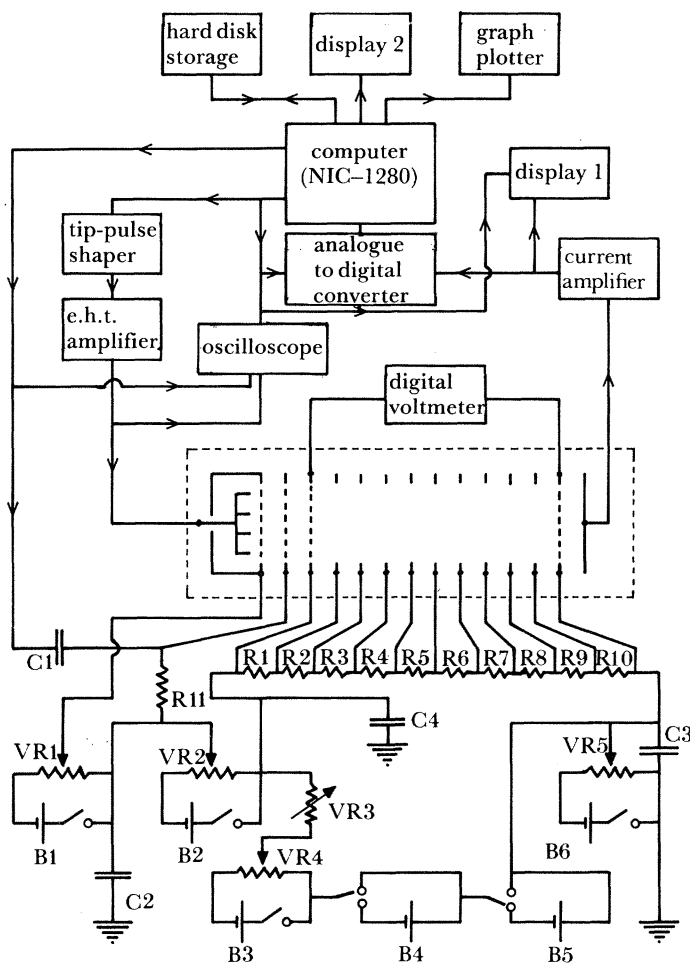 hard disk
storage
display 2
graph
plotter
computer
(NIC–1280)
display 1
tip-pulse
shaper
analogue
to digital
converter
current
amplifier
e.h.t.
amplifier
oscilloscope
digital
voltmeter
C1
R1 R2 R3 R4 R5 R6 R7 R8 R9 R10
R11
C4
C3
VR1
VR2
VR5
VR3
B1
B2
VR4
B6
C2
B3
B4
B5